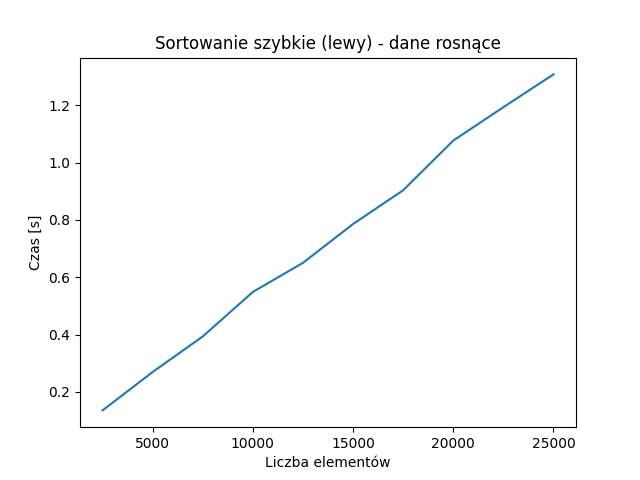 Sortowanie szybkie (lewy) - dane rosnące
Czas [s]
1.2
1.0
0.8
0.6
0.4
0.2
5000 10000 15000 20000 25000
Liczba elementów